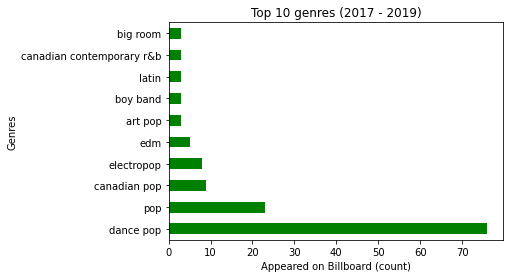 Top 10 genres (2017 - 2019)
Genres
big room
canadian contemporary r&b
latin
boy band
art pop
edm
electropop
canadian pop
pop
dance pop
0 10 20 30 40 50 60 70
Appeared on Billboard (count)